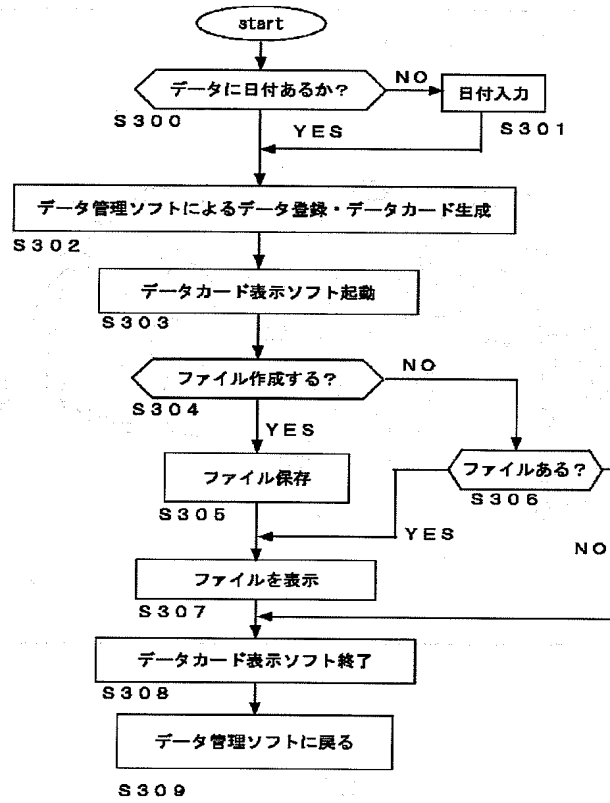 start
データに日付あるか?
NO
日付入力
S300
YES
S301
データ管理ソフトによるデータ登録・データカード生成
S302
データカード表示ソフト起動
S303
ファイル作成する?
NO
S304
YES
ファイル保存
ファイルある?
S305
S306
YES
NO
ファイルを表示
S307
データカード表示ソフト終了
S308
データ管理ソフトに戻る
S309